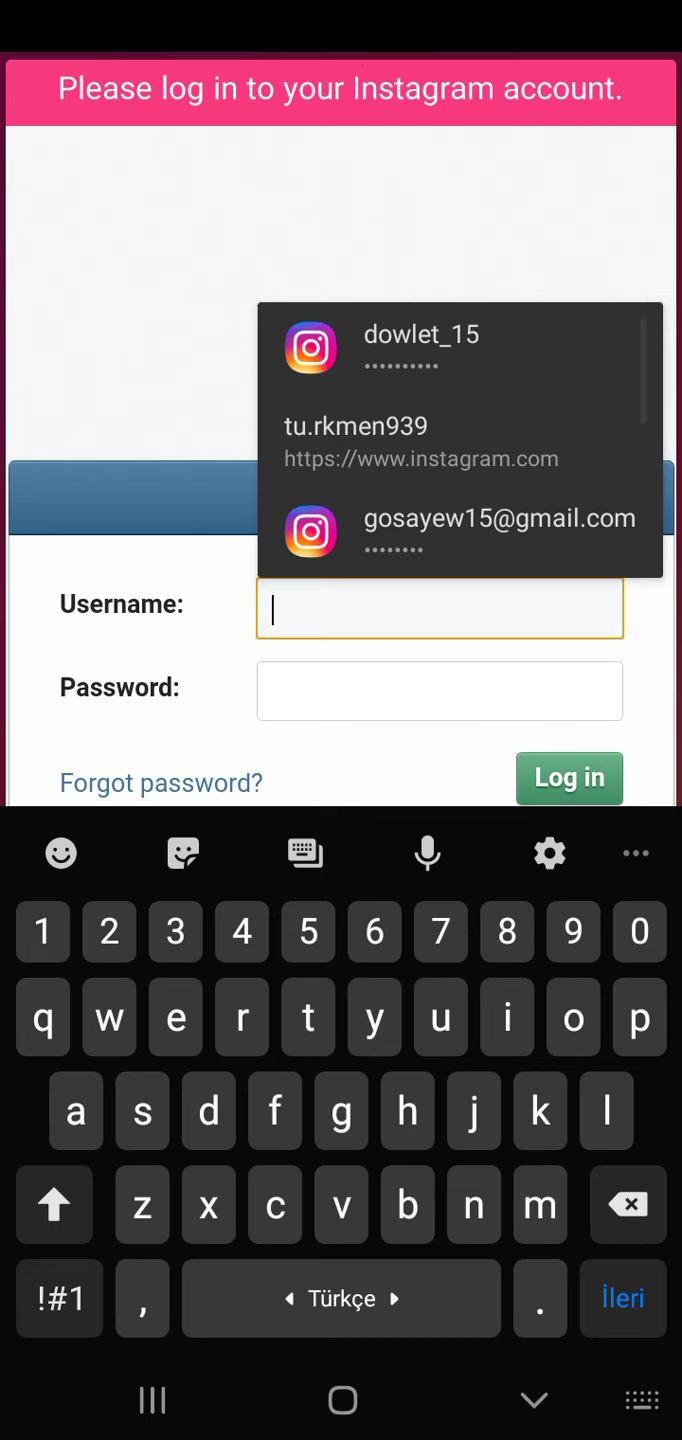 Please log in to your Instagram account.
dowlet_15
••••••••••
tu.rkmen939
https://www.instagram.com
gosayew15@gmail.com
••••••••
Username:
Password:
Forgot password?
Log in
1 2 3 4 5 6 7 8 9 0
q w e r t y u i o p
a s d f g h j k l
z x c v b n m
!#1 , Türkçe . İleri